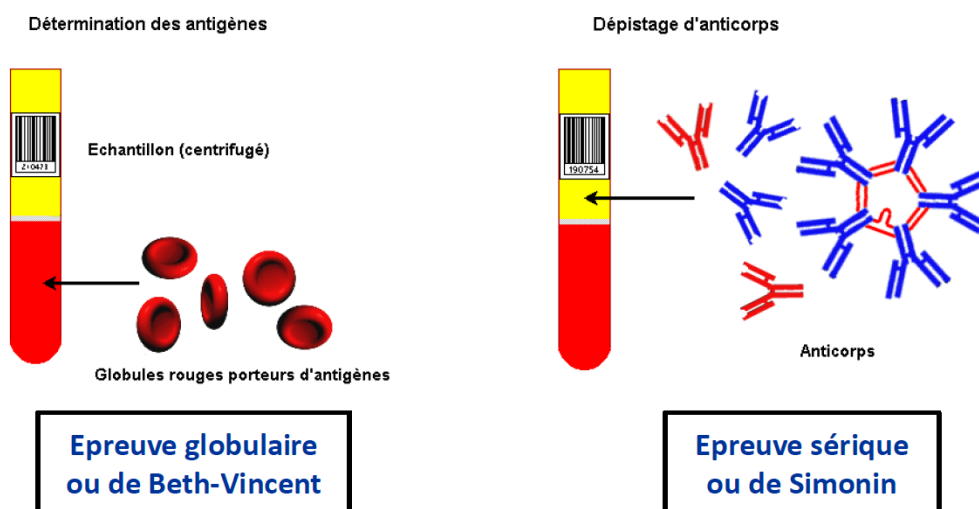 Détermination des antigènes
Echantillon (centrifugé)
Globules rouges porteurs d'antigènes
Epreuve globulaire
ou de Beth-Vincent
Dépistage d'anticorps
190754
Anticorps
Epreuve sérique
ou de Simonin